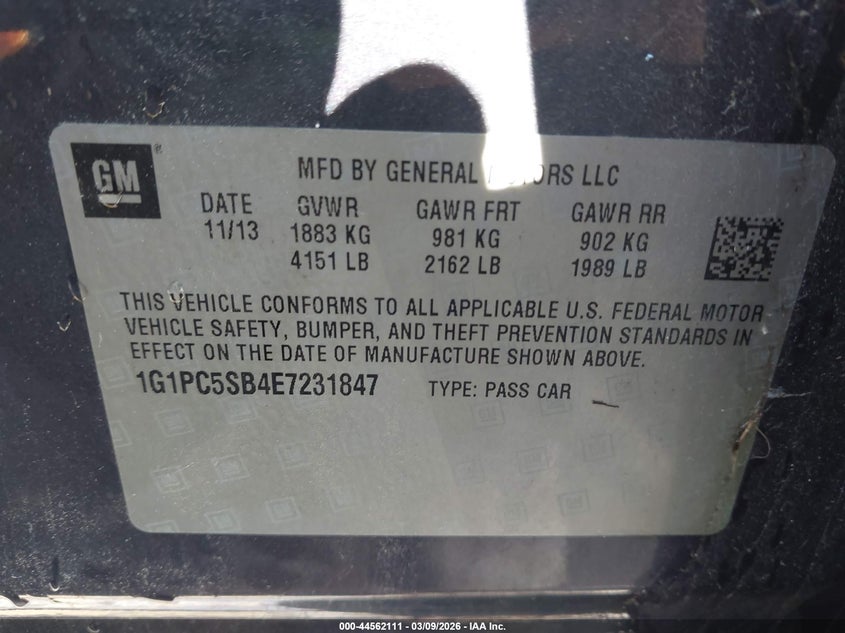 GM
MFD BY GENERAL MOTORS LLC
DATE GVWR GAWR FRT GAWR RR
11/13 1883 KG 981 KG 902 KG
4151 LB 2162 LB 1989 LB
THIS VEHICLE CONFORMS TO ALL APPLICABLE U.S. FEDERAL MOTOR
VEHICLE SAFETY, BUMPER, AND THEFT PREVENTION STANDARDS IN
EFFECT ON THE DATE OF MANUFACTURE SHOWN ABOVE.
1G1PC5SB4E7231847 TYPE: PASS CAR
000-44562111 - 03/09/2026 - IAA Inc.